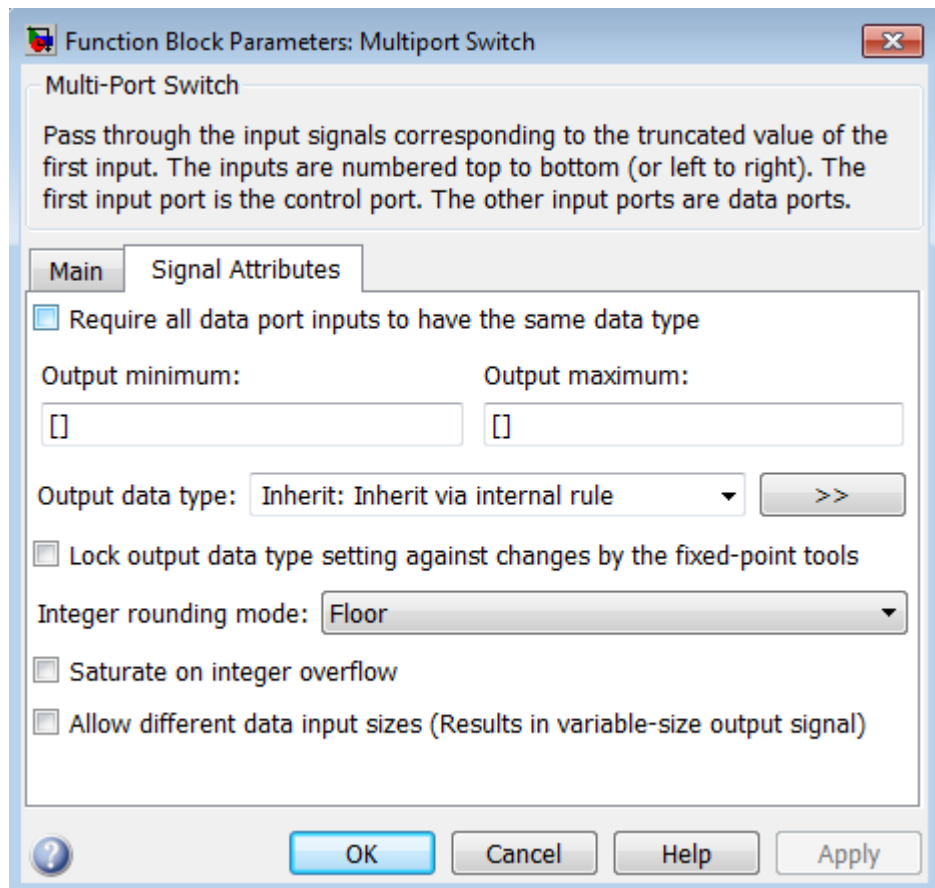 Function Block Parameters: Multiport Switch
Multi-Port Switch
Pass through the input signals corresponding to the truncated value of the
first input. The inputs are numbered top to bottom (or left to right). The
first input port is the control port. The other input ports are data ports.
Main
Signal Attributes
Require all data port inputs to have the same data type
Output minimum:
Output maximum:
[]
[]
Output data type:
Inherit: Inherit via internal rule
>>
Lock output data type setting against changes by the fixed-point tools
Integer rounding mode:
Floor
Saturate on integer overflow
Allow different data input sizes (Results in variable-size output signal)
?
OK
Cancel
Help
Apply